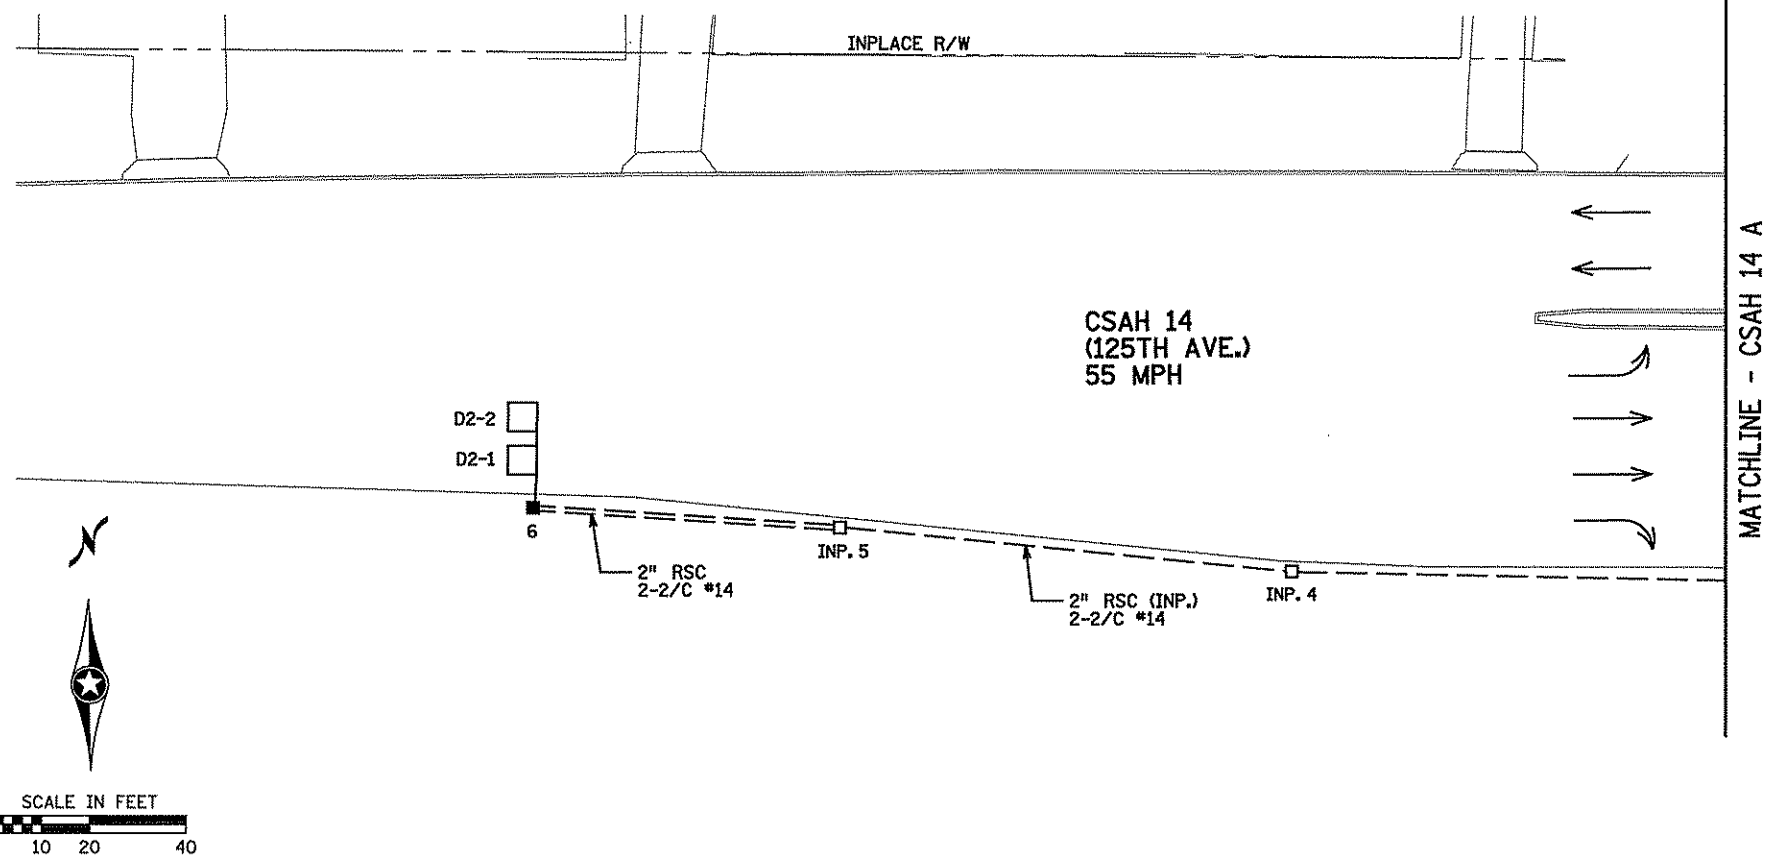 INPLACE R/W
CSAH 14
(125TH AVE.)
55 MPH
MATCHLINE - CSAH 14 A
D2-2
D2-1
6
INP. 5
INP. 4
2" RSC
2-2/C #14
2" RSC (INP.)
2-2/C #14
N
SCALE IN FEET
10 20 40